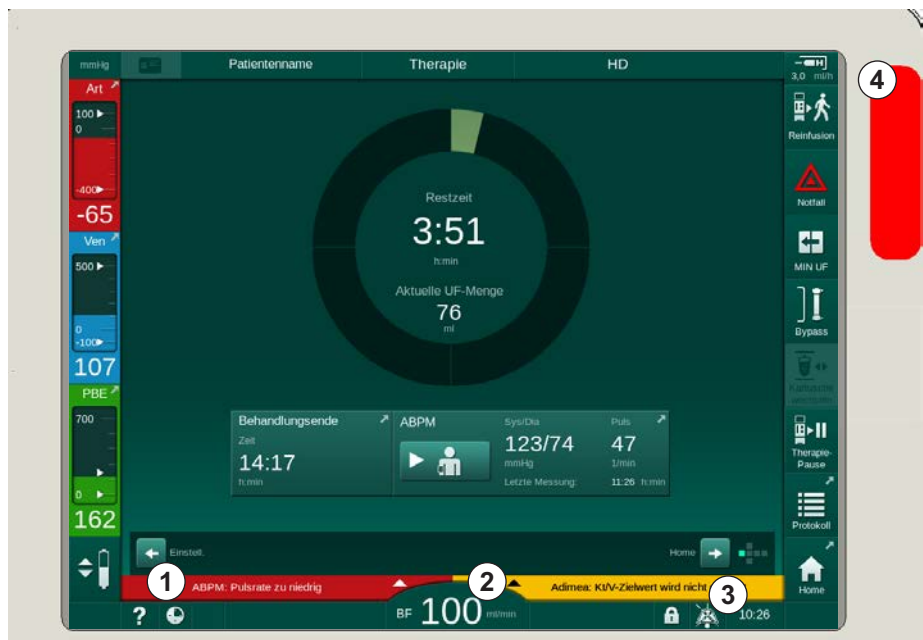 mmHg
Patientenname Therapie HD
3,0 ml/h
Art
100
0
-400
-65
Ven
500
0
-100
107
PBE
700
0
162
Restzeit
3:51
h:min
Aktuelle UF-Menge
76
ml
Behandlungsende
Zeit
14:17
h:min
ABPM Sys/Dia Puls
123/74 47
mmHg 1/min
Letzte Messung: 11:26 h:min
Einstell. Home
ABPM: Pulsrate zu niedrig
Adimea: Kt/V-Zielwert wird nicht
? BF 100 ml/min 10:26
H
Reinfusion
Notfall
MIN UF
Bypass
Kartusche
Therapie-
Pause
Protokoll
Home
1
2
3
4